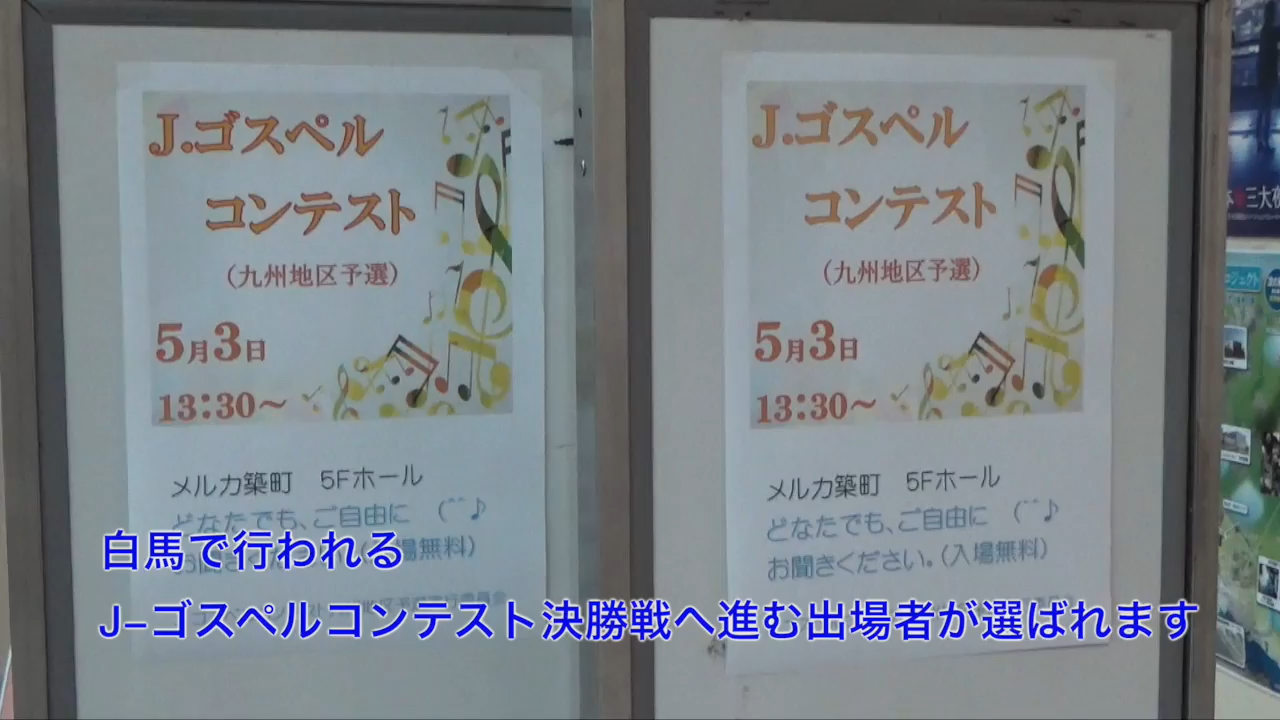 J.ゴスペル
コンテスト
（九州地区予選）
5月3日
13:30～
メルカ築町　5Fホール
どなたでも、ご自由に　(^^♪
J.ゴスペル
コンテスト
（九州地区予選）
5月3日
13:30～
メルカ築町　5Fホール
どなたでも、ご自由に　(^^♪
お聞きください。（入場無料）
三大夜
白馬で行われる
J−ゴスペルコンテスト決勝戦へ進む出場者が選ばれます